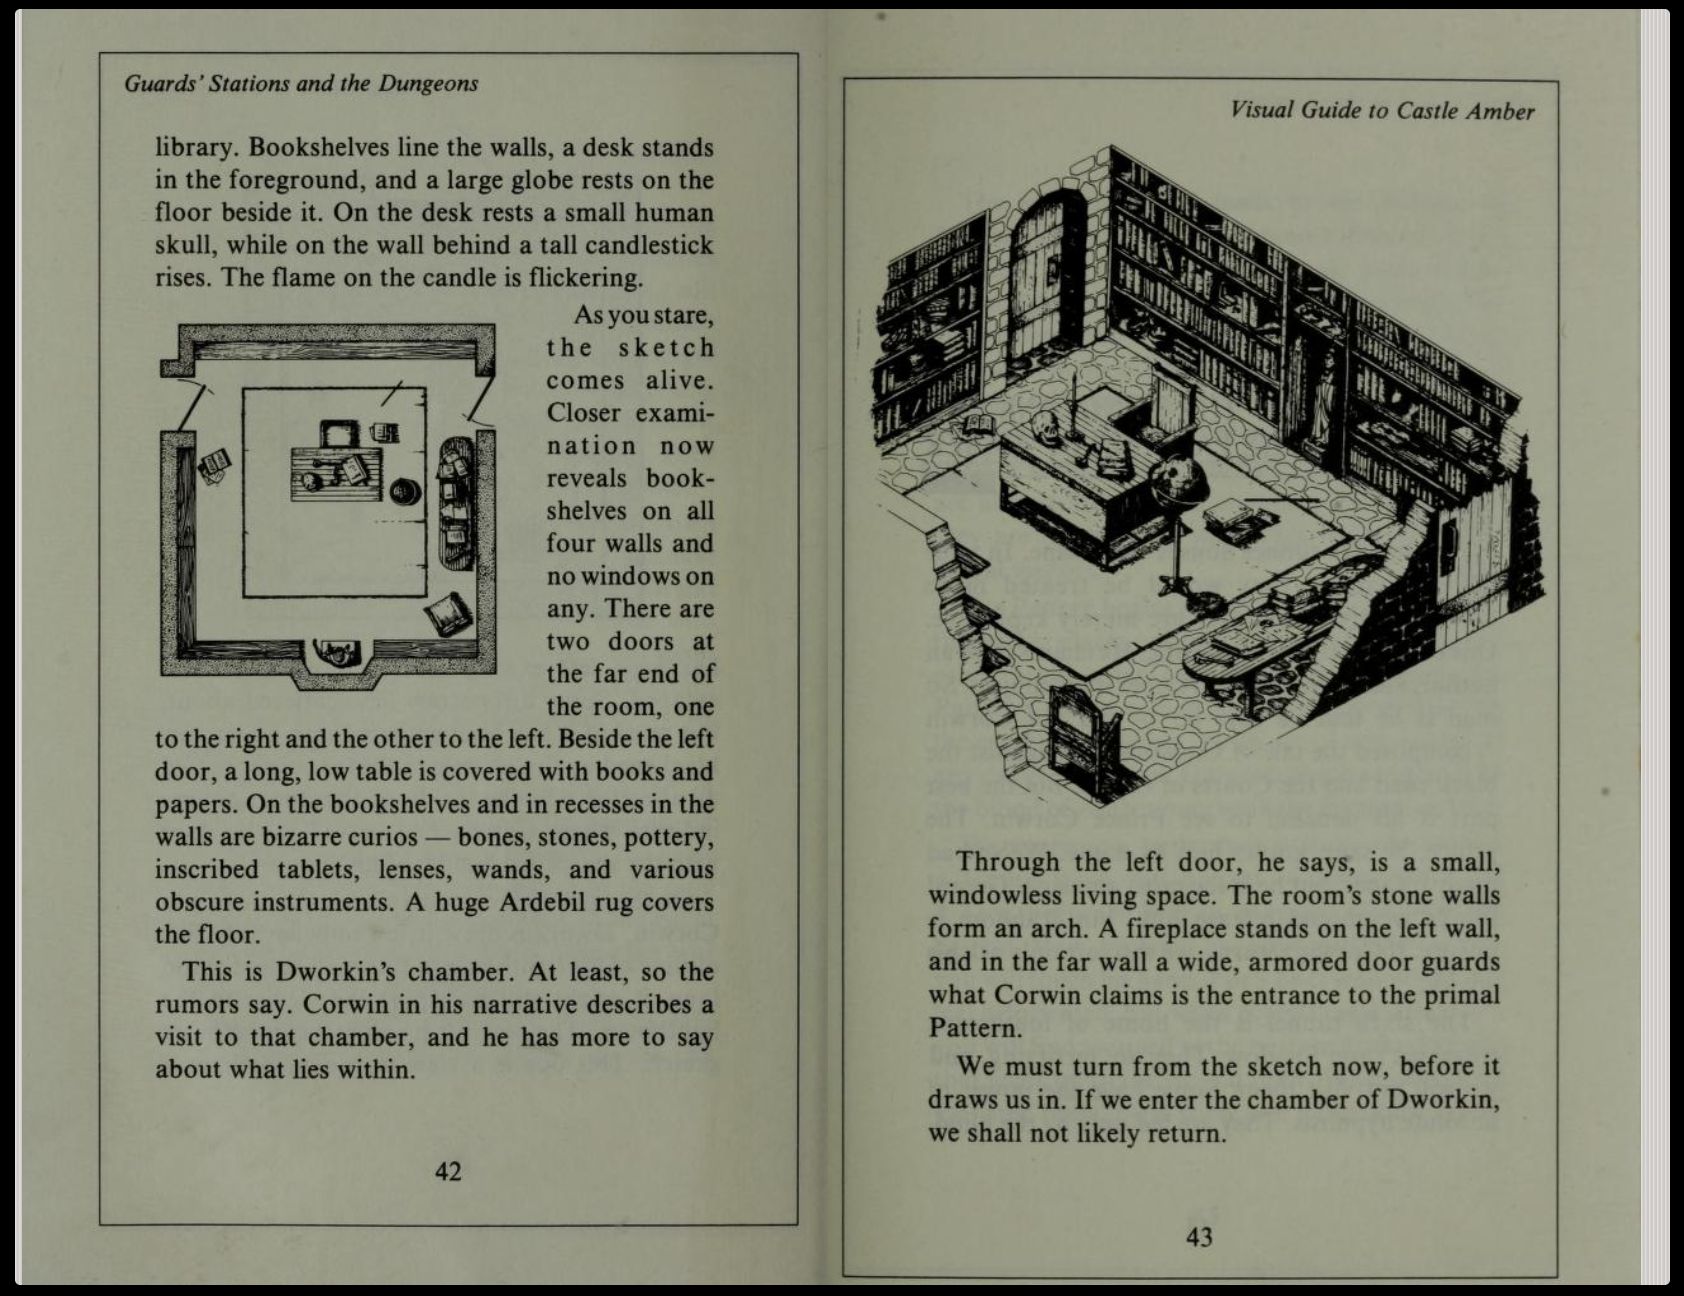 Guards' Stations and the Dungeons
library. Bookshelves line the walls, a desk stands
in the foreground, and a large globe rests on the
floor beside it. On the desk rests a small human
skull, while on the wall behind a tall candlestick
rises. The flame on the candle is flickering.
As you stare,
the sketch
comes alive.
Closer exami-
nation now
reveals book-
shelves on all
four walls and
no windows on
any. There are
two doors at
the far end of
the room, one
to the right and the other to the left. Beside the left
door, a long, low table is covered with books and
papers. On the bookshelves and in recesses in the
walls are bizarre curios — bones, stones, pottery,
inscribed tablets, lenses, wands, and various
obscure instruments. A huge Ardebil rug covers
the floor.
This is Dworkin's chamber. At least, so the
rumors say. Corwin in his narrative describes a
visit to that chamber, and he has more to say
about what lies within.
42
Visual Guide to Castle Amber
Through the left door, he says, is a small,
windowless living space. The room's stone walls
form an arch. A fireplace stands on the left wall,
and in the far wall a wide, armored door guards
what Corwin claims is the entrance to the primal
Pattern.
We must turn from the sketch now, before it
draws us in. If we enter the chamber of Dworkin,
we shall not likely return.
43